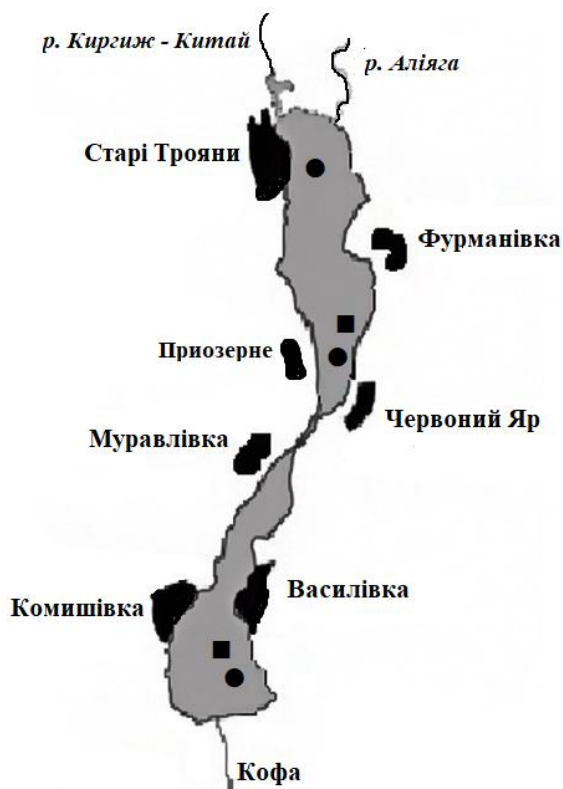 р. Киргиж - Китай
р. Аліяга
Старі Трояни
Фурманівка
Приозерне
Червоний Яр
Муравлівка
Василівка
Комишівка
Кофа